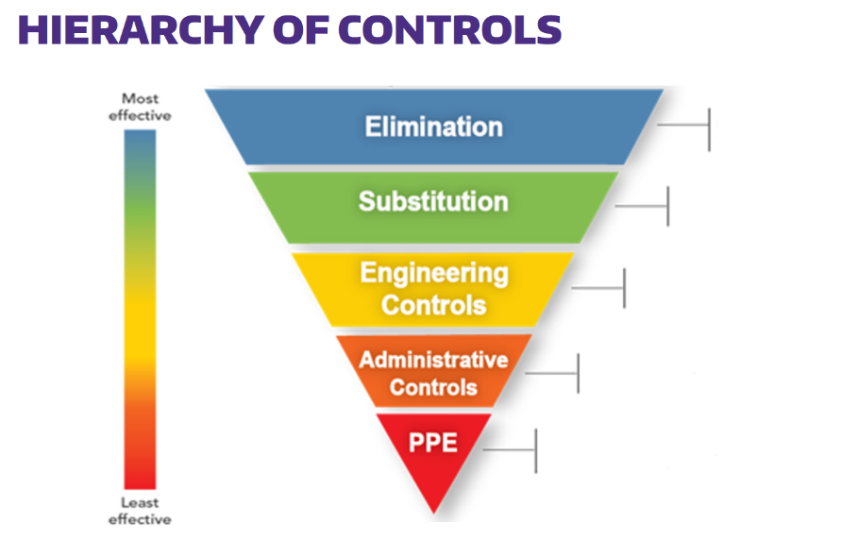 HIERARCHY OF CONTROLS
Most
effective
Elimination
Substitution
Engineering
Controls
Administrative
Controls
PPE
Least
effective